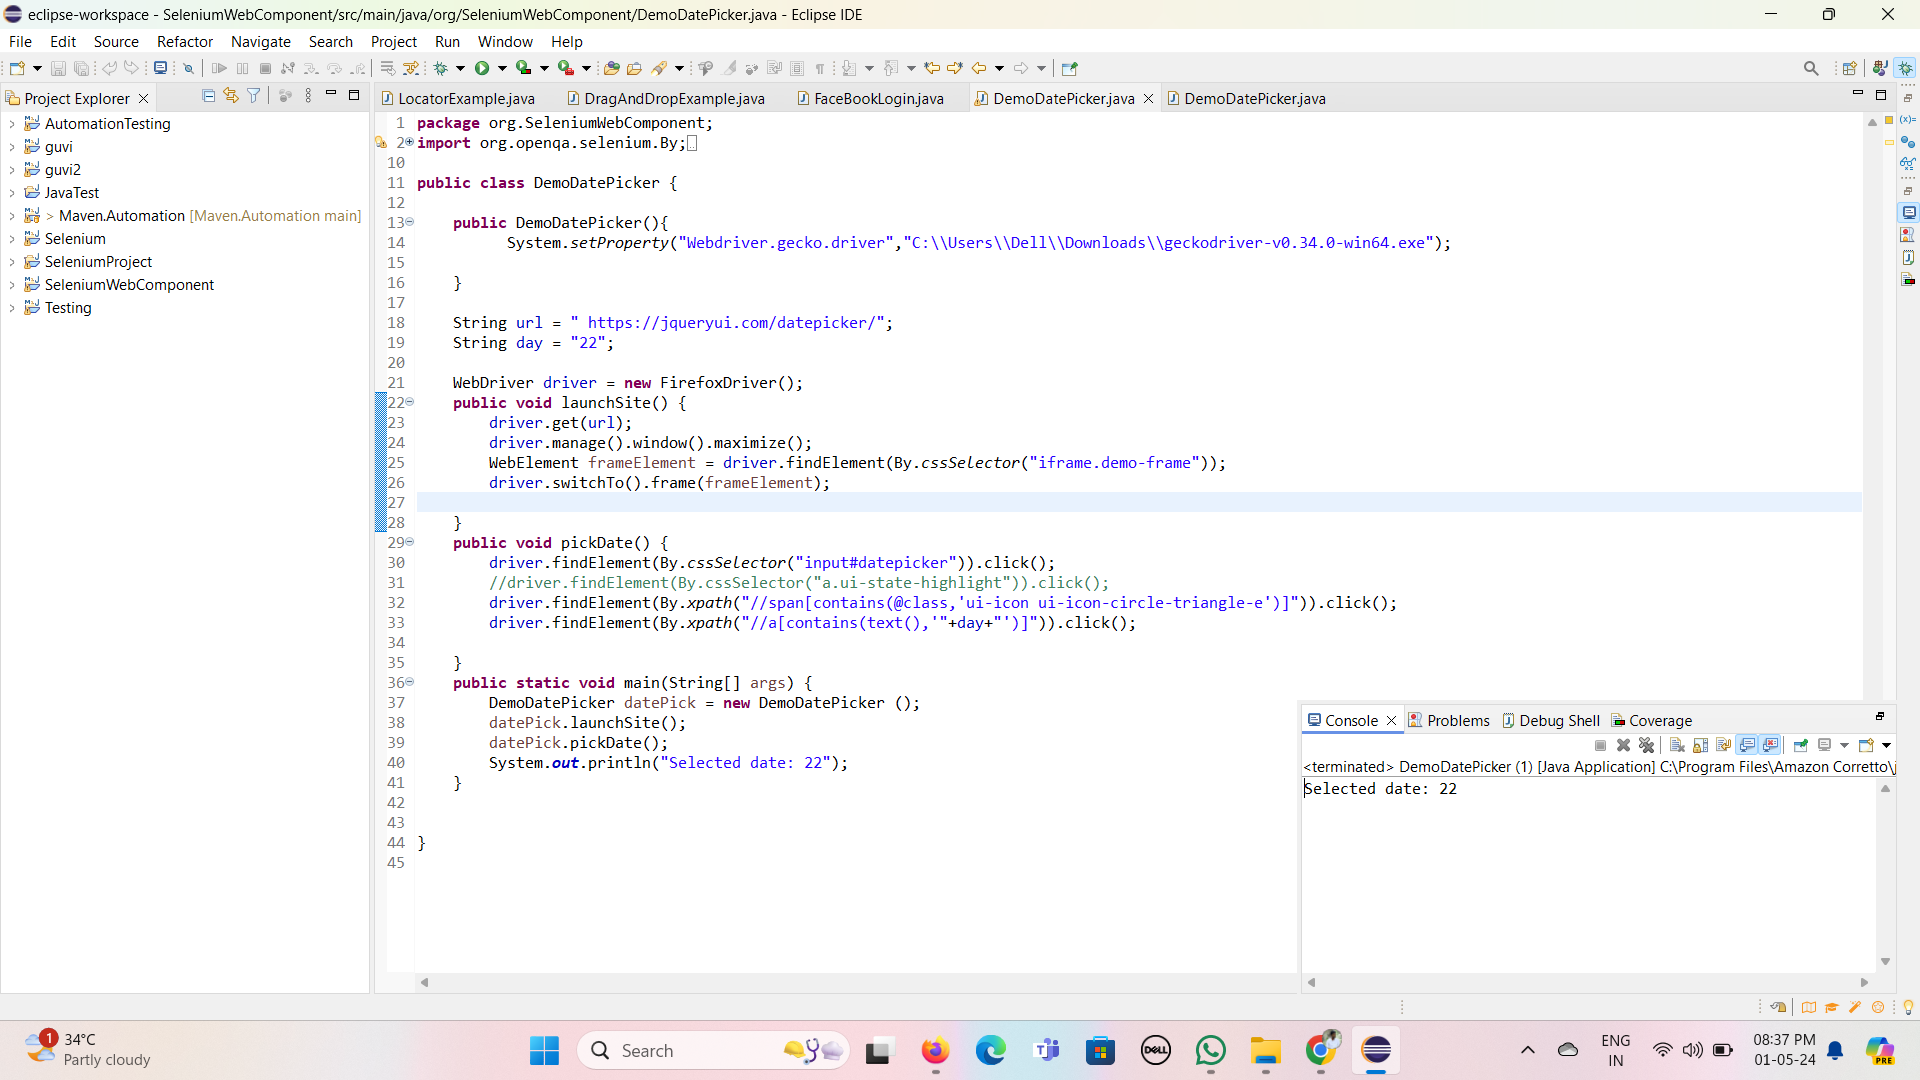 eclipse-workspace - SeleniumWebComponent/src/main/java/org/SeleniumWebComponent/DemoDatePicker.java - Eclipse IDE
File Edit Source Refactor Navigate Search Project Run Window Help
Project Explorer
AutomationTesting
guvi
guvi2
JavaTest
> Maven.Automation [Maven.Automation main]
Selenium
SeleniumProject
SeleniumWebComponent
Testing
LocatorExample.java DragAndDropExample.java FaceBookLogin.java DemoDatePicker.java DemoDatePicker.java
1 package org.SeleniumWebComponent;
2 import org.openqa.selenium.By;
10
11 public class DemoDatePicker {
12
13 public DemoDatePicker(){
14 System.setProperty("Webdriver.gecko.driver","C:\\Users\\Dell\\Downloads\\geckodriver-v0.34.0-win64.exe");
15
16 }
17
18 String url = " https://jqueryui.com/datepicker/";
19 String day = "22";
20
21 WebDriver driver = new FirefoxDriver();
22 public void launchSite() {
23 driver.get(url);
24 driver.manage().window().maximize();
25 WebElement frameElement = driver.findElement(By.cssSelector("iframe.demo-frame"));
26 driver.switchTo().frame(frameElement);
27
28 }
29 public void pickDate() {
30 driver.findElement(By.cssSelector("input#datepicker")).click();
31 //driver.findElement(By.cssSelector("a.ui-state-highlight")).click();
32 driver.findElement(By.xpath("//span[contains(@class,'ui-icon ui-icon-circle-triangle-e')]")).click();
33 driver.findElement(By.xpath("//a[contains(text(),'"+day+"')]")).click();
34
35 }
36 public static void main(String[] args) {
37 DemoDatePicker datePick = new DemoDatePicker ();
38 datePick.launchSite();
39 datePick.pickDate();
40 System.out.println("Selected date: 22");
41 }
42
43
44 }
45
Console Problems Debug Shell Coverage
<terminated> DemoDatePicker (1) [Java Application] C:\Program Files\Amazon Corretto\j
Selected date: 22
1
34°C
Partly cloudy
Search
DELL
PRE
ENG
IN
08:37 PM
01-05-24